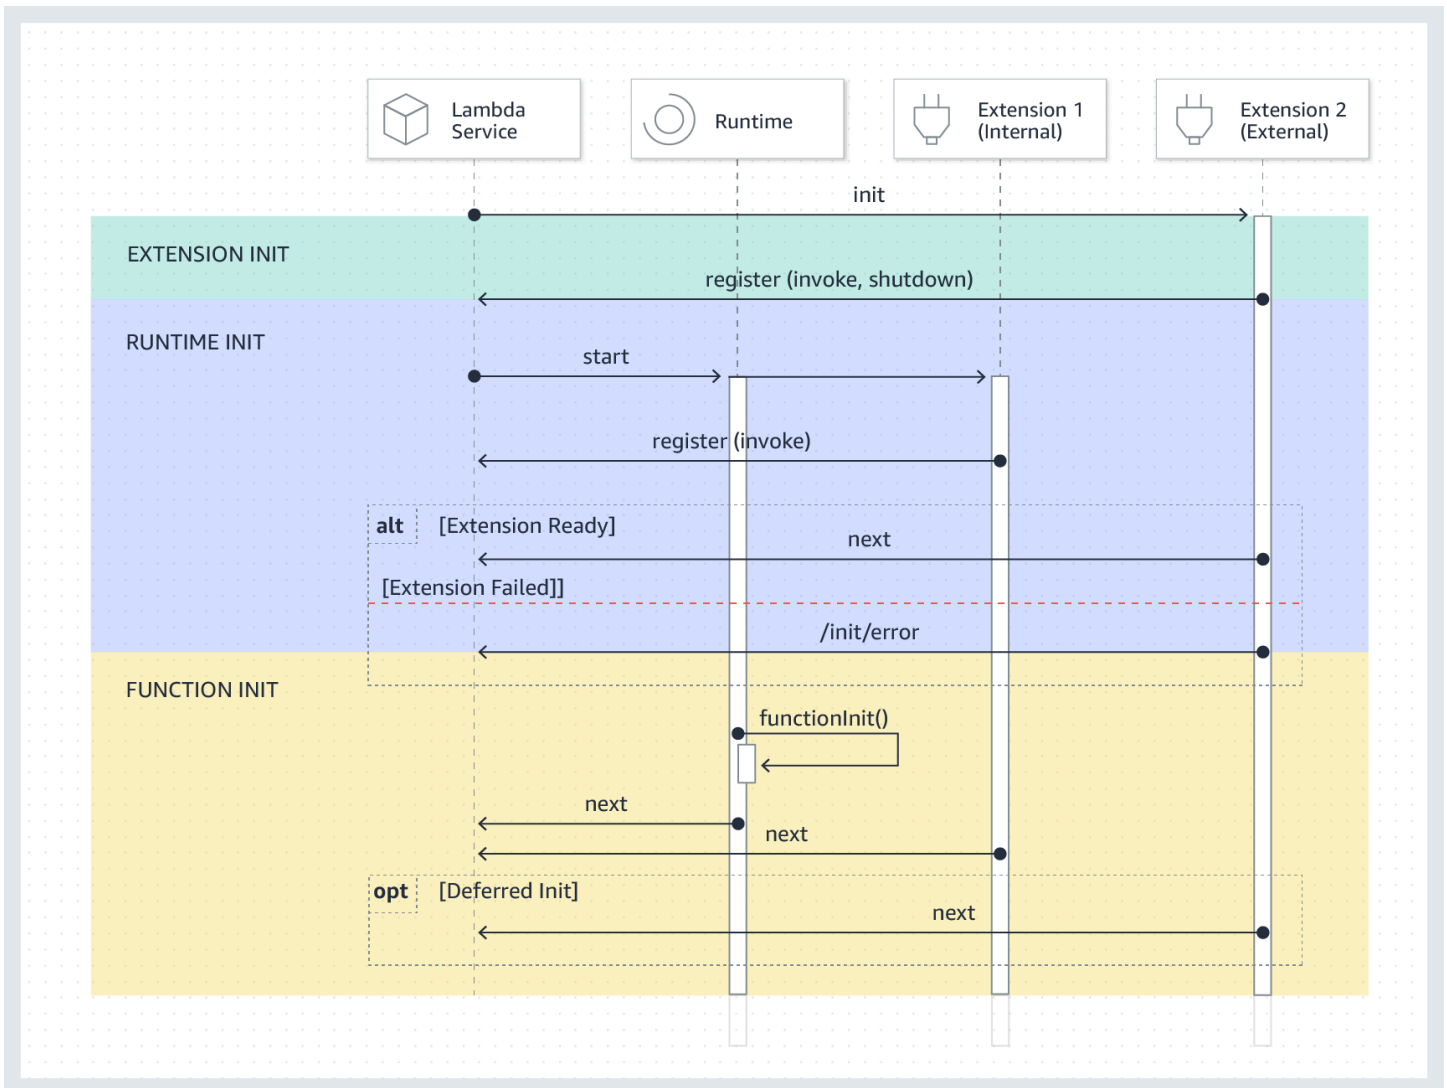 Lambda
Service
Runtime
Extension 1
(Internal)
Extension 2
(External)
init
EXTENSION INIT
register (invoke, shutdown)
RUNTIME INIT
start
register (invoke)
alt [Extension Ready]
next
[Extension Failed]]
/init/error
FUNCTION INIT
functionInit()
next
next
opt [Deferred Init]
next